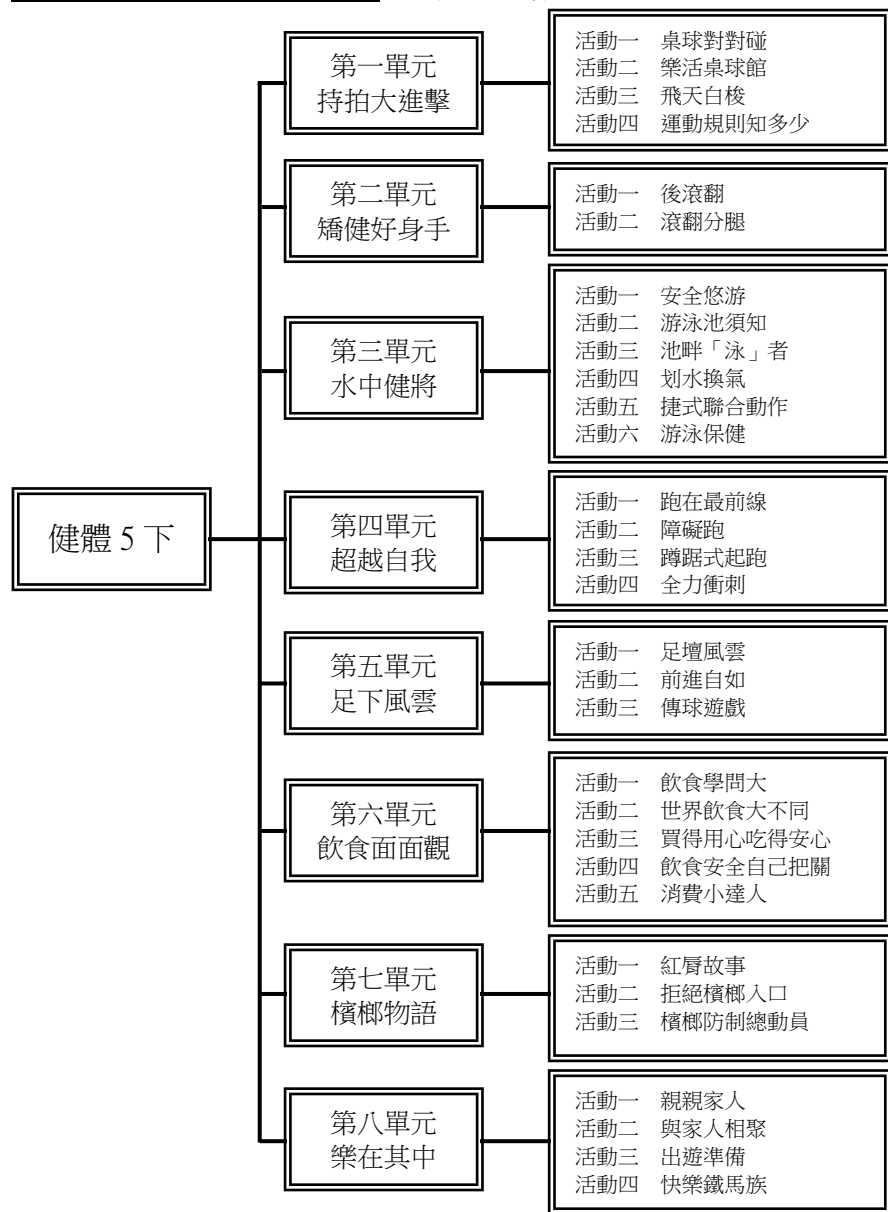 健體 5 下
第一單元
持拍大進擊
活動一 桌球對對碰
活動二 樂活桌球館
活動三 飛天白梭
活動四 運動規則知多少
第二單元
矯健好身手
活動一 後滾翻
活動二 滾翻分腿
第三單元
水中健將
活動一 安全悠游
活動二 游泳池須知
活動三 池畔「泳」者
活動四 划水換氣
活動五 捷式聯合動作
活動六 游泳保健
第四單元
超越自我
活動一 跑在最前線
活動二 障礙跑
活動三 蹲踞式起跑
活動四 全力衝刺
第五單元
足下風雲
活動一 足壇風雲
活動二 前進自如
活動三 傳球遊戲
第六單元
飲食面面觀
活動一 飲食學問大
活動二 世界飲食大不同
活動三 買得用心吃得安心
活動四 飲食安全自己把關
活動五 消費小達人
第七單元
檳榔物語
活動一 紅脣故事
活動二 拒絕檳榔入口
活動三 檳榔防制總動員
第八單元
樂在其中
活動一 親親家人
活動二 與家人相聚
活動三 出遊準備
活動四 快樂鐵馬族